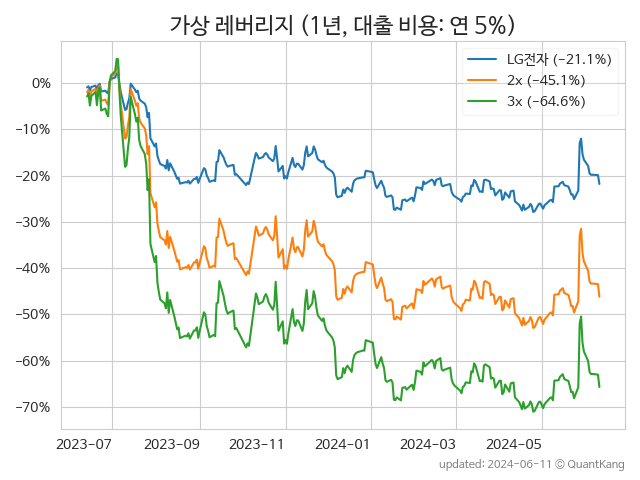 가상 레버리지 (1년, 대출 비용: 연 5%)
LG전자 (−21.1%)
2x (−45.1%)
3x (−64.6%)
0%
−10%
−20%
−30%
−40%
−50%
−60%
−70%
2023-07 2023-09 2023-11 2024-01 2024-03 2024-05
updated: 2024-06-11 © QuantKang